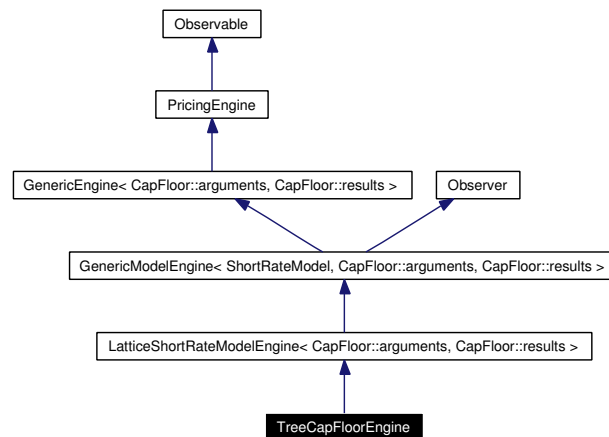 Observable
PricingEngine
GenericEngine< CapFloor::arguments, CapFloor::results >
Observer
GenericModelEngine< ShortRateModel, CapFloor::arguments, CapFloor::results >
LatticeShortRateModelEngine< CapFloor::arguments, CapFloor::results >
TreeCapFloorEngine